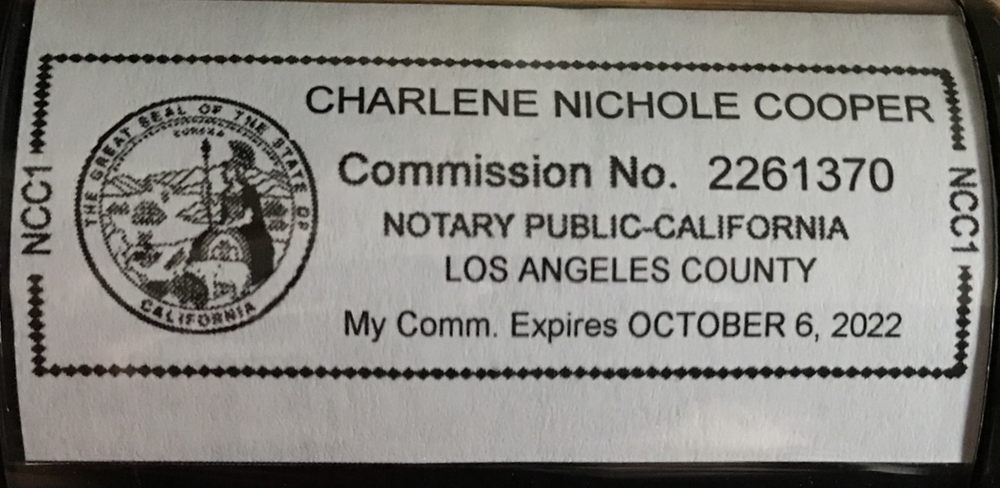 NCC1
THE GREAT SEAL OF THE STATE OF
EUREKA
CALIFORNIA
CHARLENE NICHOLE COOPER
Commission No. 2261370
NOTARY PUBLIC-CALIFORNIA
LOS ANGELES COUNTY
My Comm. Expires OCTOBER 6, 2022
NCC1